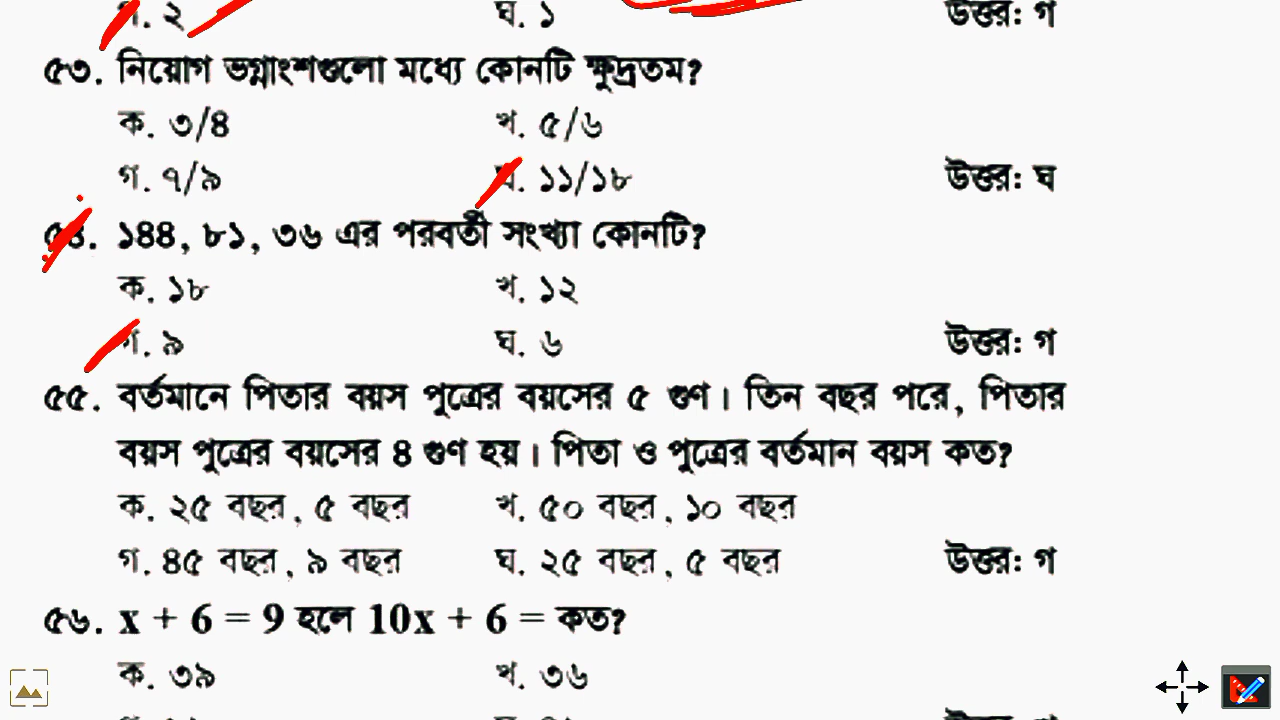 গ. ২ ঘ. ১ উত্তর: গ
৫৩. নিয়োগ ভগ্নাংশগুলো মধ্যে কোনটি ক্ষুদ্রতম?
ক. ৩/৪ খ. ৫/৬
গ. ৭/৯ ঘ. ১১/১৮ উত্তর: ঘ
৫৪. ১৪৪, ৮১, ৩৬ এর পরবর্তী সংখ্যা কোনটি?
ক. ১৮ খ. ১২
গ. ৯ ঘ. ৬ উত্তর: গ
৫৫. বর্তমানে পিতার বয়স পুত্রের বয়সের ৫ গুণ। তিন বছর পরে, পিতার
বয়স পুত্রের বয়সের ৪ গুণ হয়। পিতা ও পুত্রের বর্তমান বয়স কত?
ক. ২৫ বছর, ৫ বছর খ. ৫০ বছর, ১০ বছর
গ. ৪৫ বছর, ৯ বছর ঘ. ২৫ বছর, ৫ বছর উত্তর: গ
৫৬. x + 6 = 9 হলে 10x + 6 = কত?
ক. ৩৯ খ. ৩৬